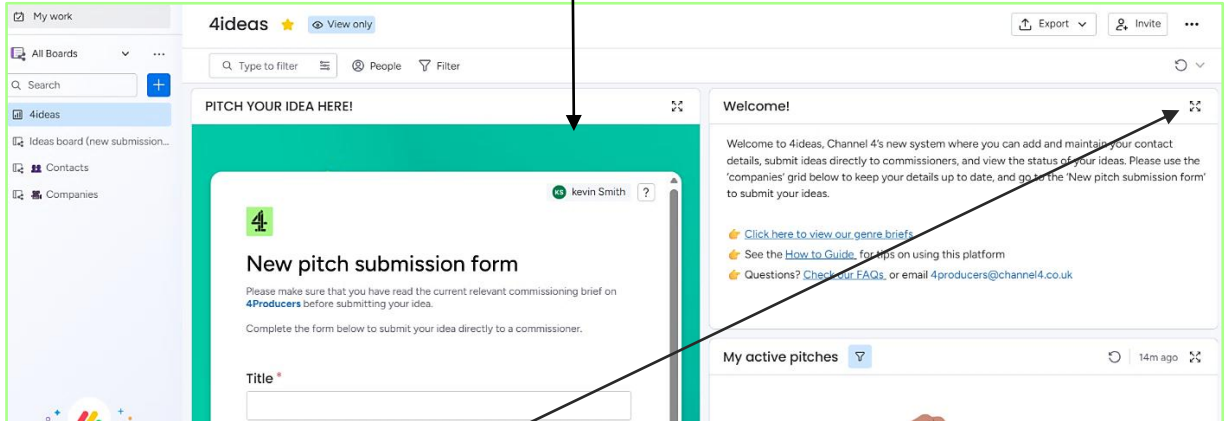 My work
All Boards
Search
4ideas
Ideas board (new submission...
Contacts
Companies
4ideas
View only
Export
Invite
Type to filter
People
Filter
PITCH YOUR IDEA HERE!
KS kevin Smith ?
4
New pitch submission form
Please make sure that you have read the current relevant commissioning brief on
4Producers before submitting your idea.
Complete the form below to submit your idea directly to a commissioner.
Title *
Welcome!
Welcome to 4ideas, Channel 4's new system where you can add and maintain your contact
details, submit ideas directly to commissioners, and view the status of your ideas. Please use the
'companies' grid below to keep your details up to date, and go to the 'New pitch submission form'
to submit your ideas.
👉 Click here to view our genre briefs
👉 See the How to Guide for tips on using this platform
👉 Questions? Check our FAQs or email 4producers@channel4.co.uk
My active pitches
14m ago